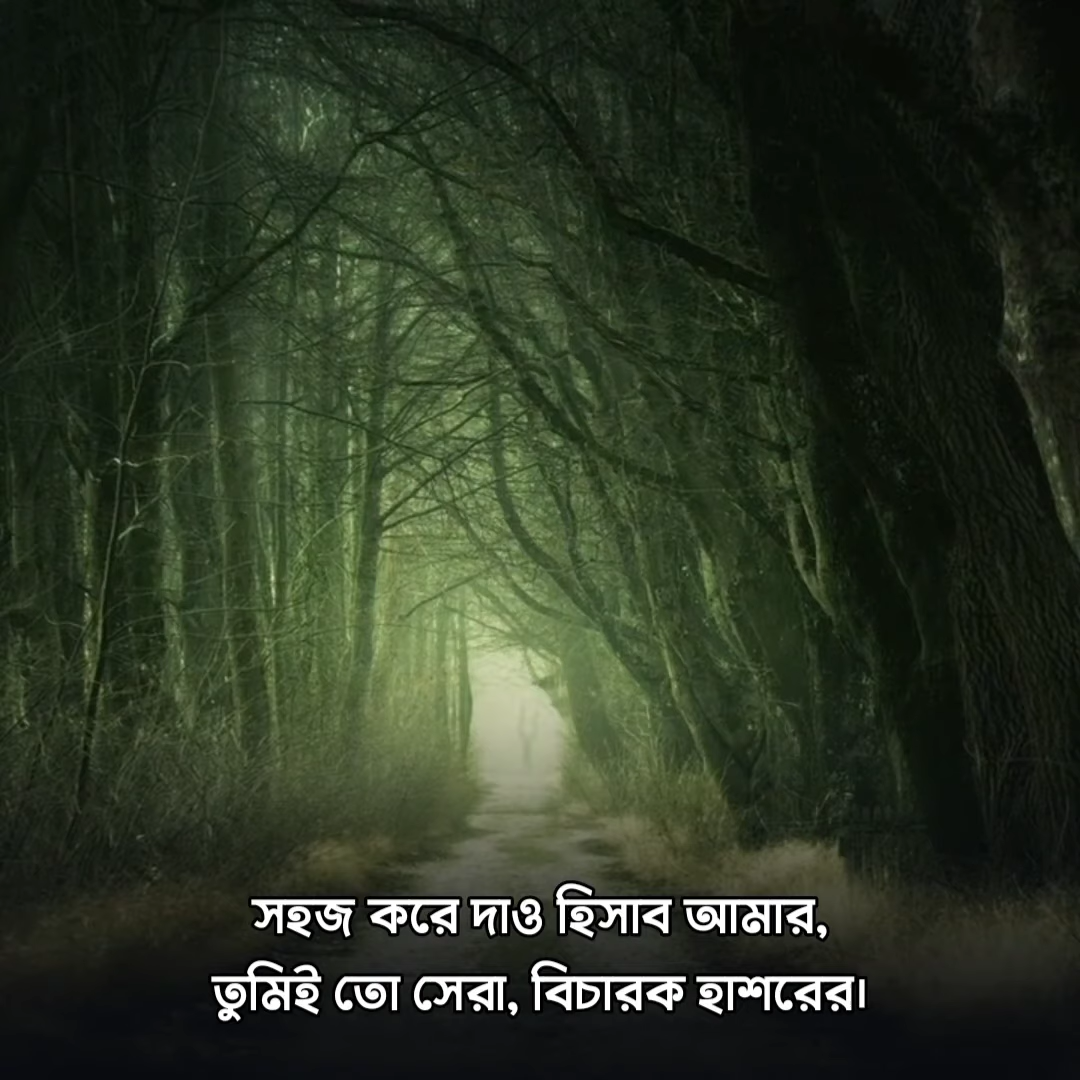 সহজ করে দাও হিসাব আমার,
তুমিই তো সেরা, বিচারক হাশরের।